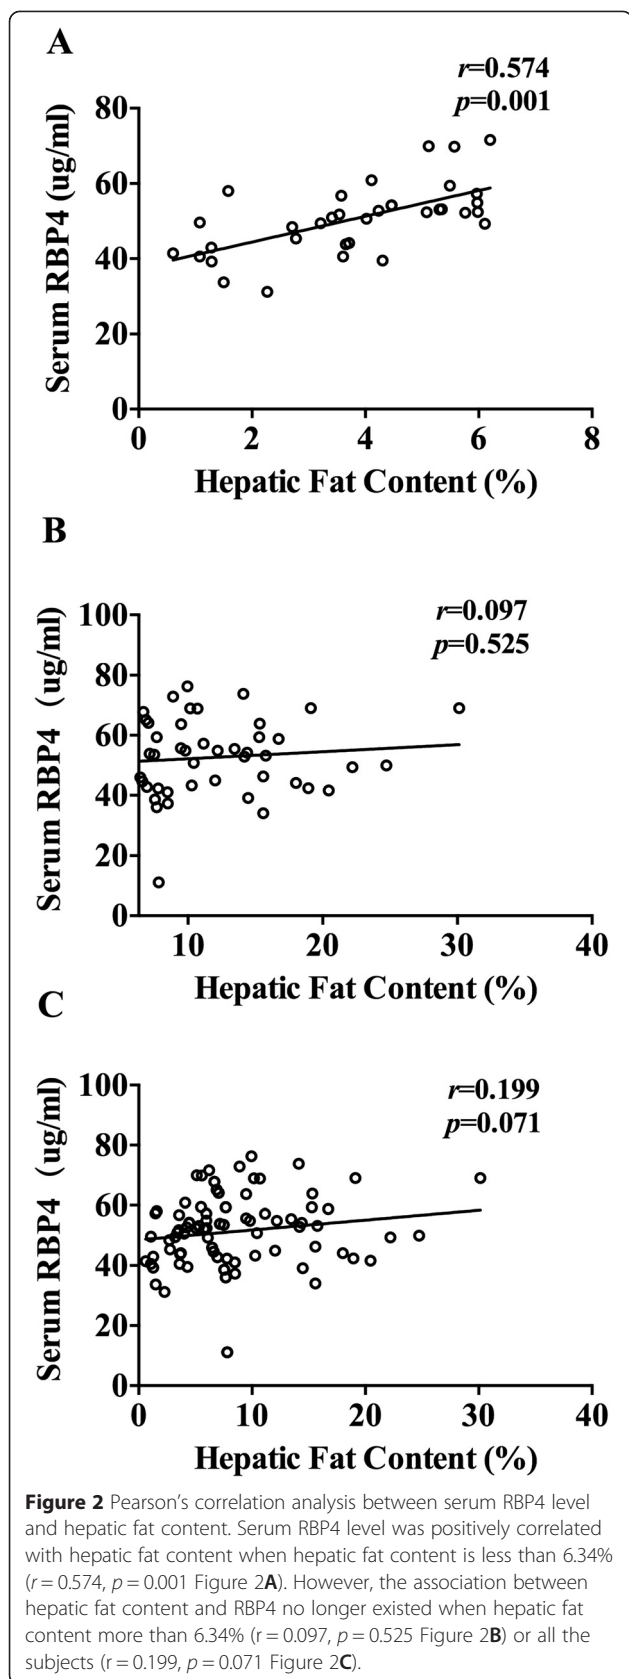 A
r=0.574
p=0.001
80
60
40
20
0
Serum RBP4 (ug/ml)
0 2 4 6 8
Hepatic Fat Content (%)
B
r=0.097
p=0.525
100
80
60
40
20
0
Serum RBP4 (ug/ml)
10 20 30 40
Hepatic Fat Content (%)
C
r=0.199
p=0.071
100
80
60
40
20
0
Serum RBP4 (ug/ml)
0 10 20 30 40
Hepatic Fat Content (%)
Figure 2 Pearson's correlation analysis between serum RBP4 level
and hepatic fat content. Serum RBP4 level was positively correlated
with hepatic fat content when hepatic fat content is less than 6.34%
(r = 0.574, p = 0.001 Figure 2A). However, the association between
hepatic fat content and RBP4 no longer existed when hepatic fat
content more than 6.34% (r = 0.097, p = 0.525 Figure 2B) or all the
subjects (r = 0.199, p = 0.071 Figure 2C).